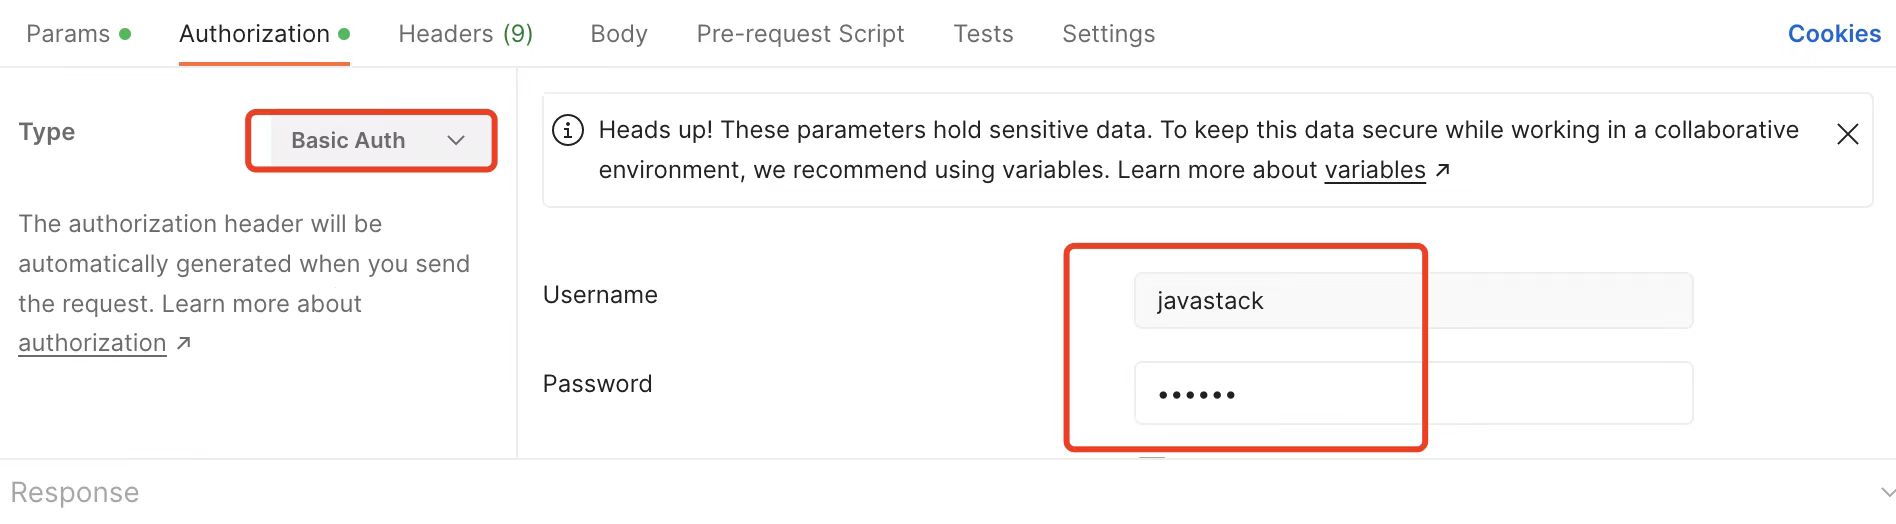 Params Authorization Headers (9) Body Pre-request Script Tests Settings Cookies
Type
Basic Auth
The authorization header will be
automatically generated when you send
the request. Learn more about
authorization ↗
Heads up! These parameters hold sensitive data. To keep this data secure while working in a collaborative
environment, we recommend using variables. Learn more about variables ↗
Username
javastack
Password
••••••
Response